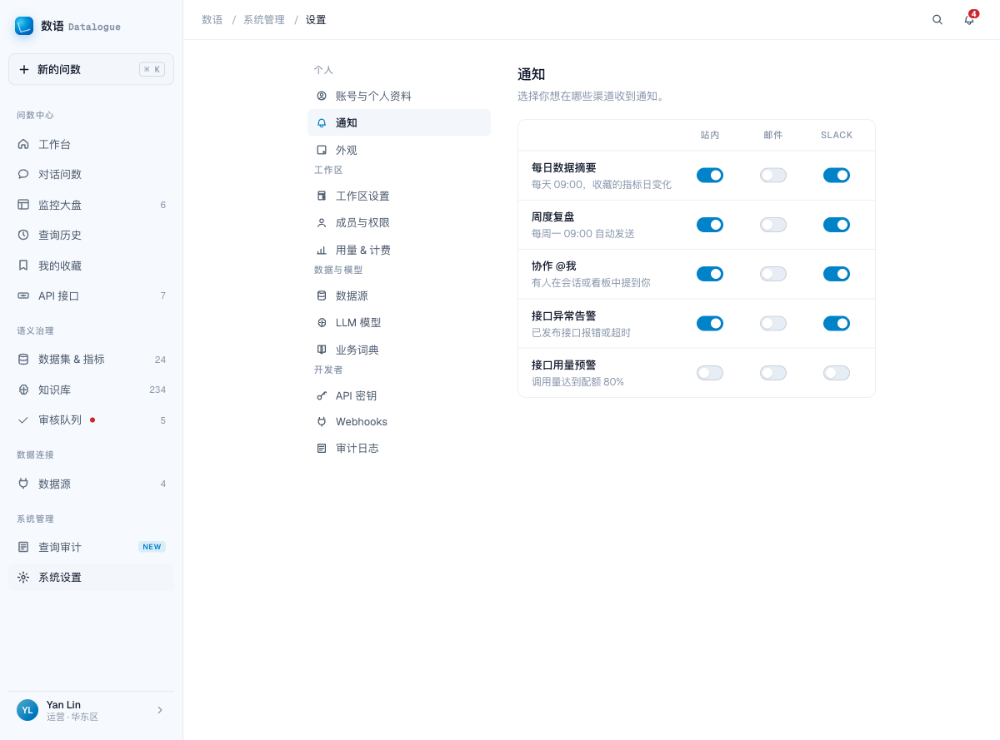 数语 Datalogue
新的问数 ⌘ K
问数中心
工作台
对话问数
监控大盘 6
查询历史
我的收藏
API 接口 7
语义治理
数据集 & 指标 24
知识库 234
审核队列 5
数据连接
数据源 4
系统管理
查询审计 NEW
系统设置
YL
Yan Lin
运营 · 华东区
数语 / 系统管理 / 设置
4
个人
账号与个人资料
通知
外观
工作区
工作区设置
成员与权限
用量 & 计费
数据与模型
数据源
LLM 模型
业务词典
开发者
API 密钥
Webhooks
审计日志
通知
选择你想在哪些渠道收到通知。
站内 邮件 SLACK
每日数据摘要
每天 09:00，收藏的指标日变化
周度复盘
每周一 09:00 自动发送
协作 @我
有人在会话或看板中提到你
接口异常告警
已发布接口报错或超时
接口用量预警
调用量达到配额 80%